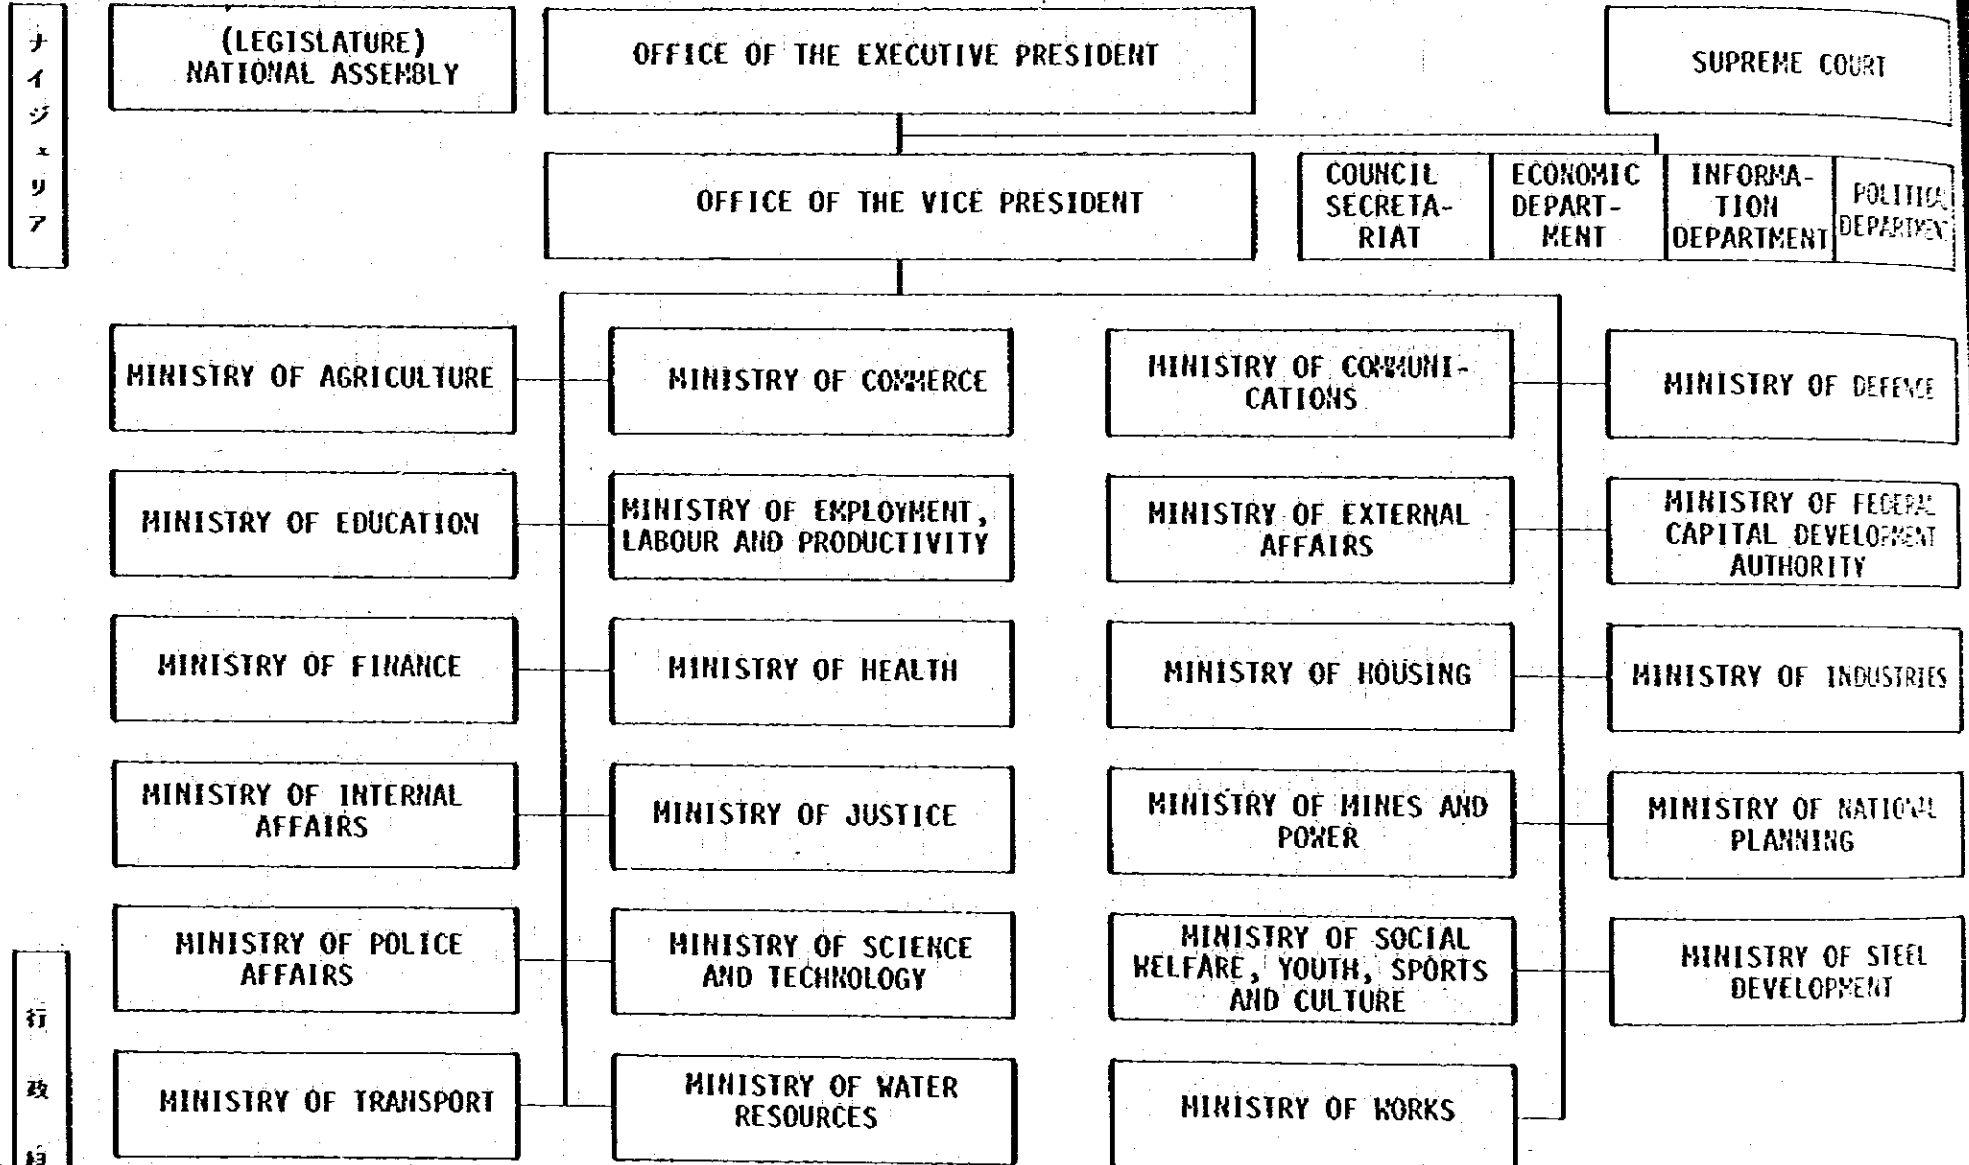 ナイジェリア
(LEGISLATURE)
NATIONAL ASSEMBLY
OFFICE OF THE EXECUTIVE PRESIDENT
SUPREME COURT
OFFICE OF THE VICE PRESIDENT
COUNCIL
SECRETA-
RIAT
ECONOMIC
DEPART-
MENT
INFORMA-
TION
DEPARTMENT
MINISTRY OF AGRICULTURE
MINISTRY OF COMMERCE
MINISTRY OF COMMUNI-
CATIONS
MINISTRY OF DEFENCE
MINISTRY OF EDUCATION
MINISTRY OF EMPLOYMENT,
LABOUR AND PRODUCTIVITY
MINISTRY OF EXTERNAL
AFFAIRS
MINISTRY OF FEDERAL
CAPITAL DEVELOPMENT
AUTHORITY
MINISTRY OF FINANCE
MINISTRY OF HEALTH
MINISTRY OF HOUSING
MINISTRY OF INDUSTRIES
MINISTRY OF INTERNAL
AFFAIRS
MINISTRY OF JUSTICE
MINISTRY OF MINES AND
POWER
MINISTRY OF NATIONAL
PLANNING
MINISTRY OF POLICE
AFFAIRS
MINISTRY OF SCIENCE
AND TECHNOLOGY
MINISTRY OF SOCIAL
WELFARE, YOUTH, SPORTS
AND CULTURE
MINISTRY OF STEEL
DEVELOPMENT
MINISTRY OF TRANSPORT
MINISTRY OF WATER
RESOURCES
MINISTRY OF WORKS
行政